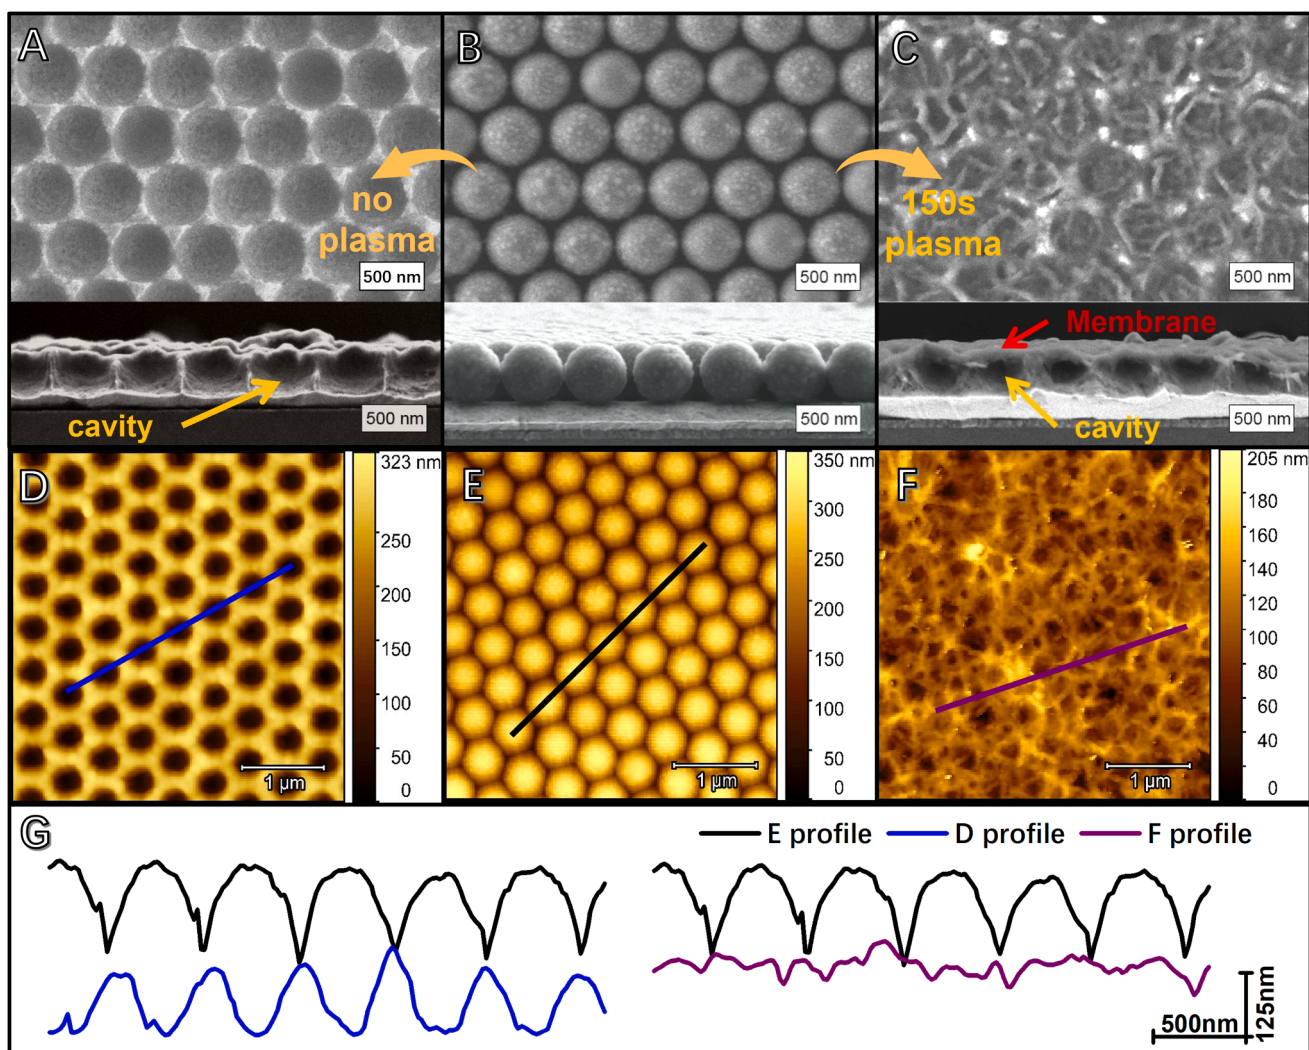 A
B
C
no
plasma
150s
plasma
500 nm
500 nm
500 nm
cavity
500 nm
500 nm
Membrane
cavity
500 nm
D
323 nm
250
200
150
100
50
0
1 μm
E
350 nm
300
250
200
150
100
50
0
1 μm
F
205 nm
180
160
140
120
100
80
60
40
0
1 μm
G
E profile
D profile
F profile
500nm
125nm